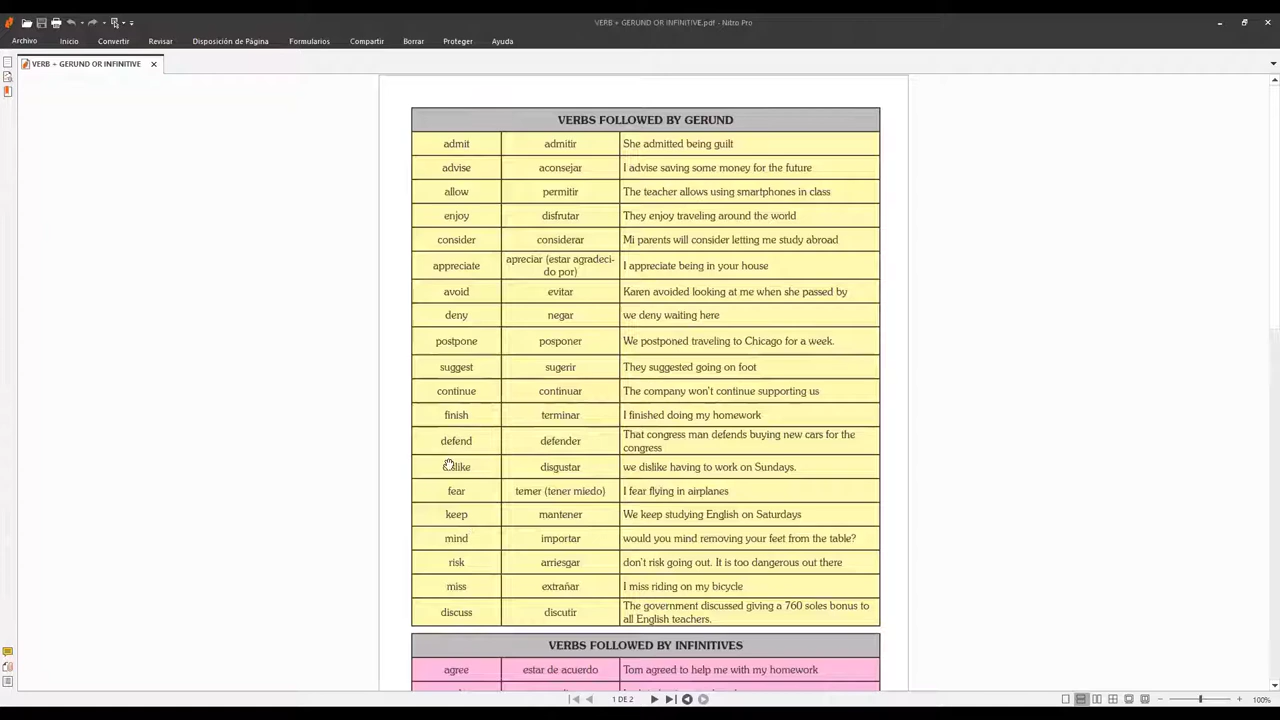 VERB + GERUND OR INFINITIVE.pdf - Nitro Pro
Archivo Inicio Convertir Revisar Disposición de Página Formularios Compartir Borrar Proteger Ayuda
VERB + GERUND OR INFINITIVE
VERBS FOLLOWED BY GERUND
admit admitir She admitted being guilt
advise aconsejar I advise saving some money for the future
allow permitir The teacher allows using smartphones in class
enjoy disfrutar They enjoy traveling around the world
consider considerar Mi parents will consider letting me study abroad
appreciate apreciar (estar agradeci-
do por) I appreciate being in your house
avoid evitar Karen avoided looking at me when she passed by
deny negar we deny waiting here
postpone posponer We postponed traveling to Chicago for a week.
suggest sugerir They suggested going on foot
continue continuar The company won't continue supporting us
finish terminar I finished doing my homework
defend defender That congress man defends buying new cars for the
congress
dislike disgustar we dislike having to work on Sundays.
fear temer (tener miedo) I fear flying in airplanes
keep mantener We keep studying English on Saturdays
mind importar would you mind removing your feet from the table?
risk arriesgar don't risk going out. It is too dangerous out there
miss extrañar I miss riding on my bicycle
discuss discutir The government discussed giving a 760 soles bonus to
all English teachers.
VERBS FOLLOWED BY INFINITIVES
agree estar de acuerdo Tom agreed to help me with my homework
1 DE 2
100%